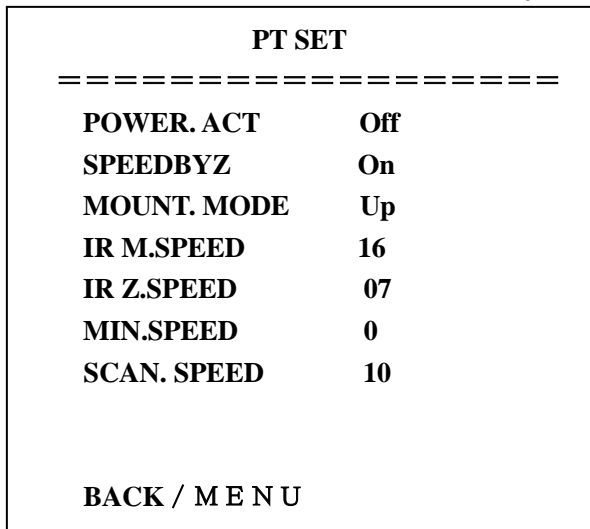 PT SET
==================
POWER. ACT Off
SPEEDBYZ On
MOUNT. MODE Up
IR M.SPEED 16
IR Z.SPEED 07
MIN.SPEED 0
SCAN. SPEED 10
BACK / M E N U